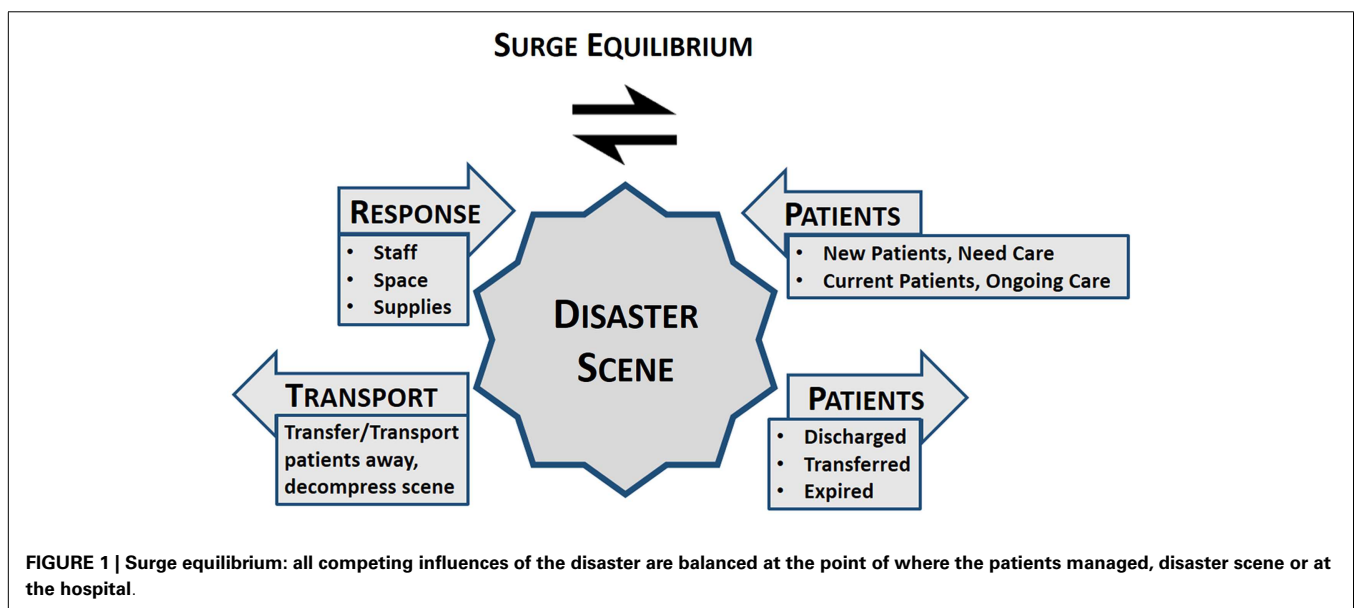 SURGE EQUILIBRIUM
RESPONSE
• Staff
• Space
• Supplies
PATIENTS
• New Patients, Need Care
• Current Patients, Ongoing Care
DISASTER
SCENE
TRANSPORT
Transfer/Transport
patients away,
decompress scene
PATIENTS
• Discharged
• Transferred
• Expired
FIGURE 1 | Surge equilibrium: all competing influences of the disaster are balanced at the point of where the patients managed, disaster scene or at
the hospital.